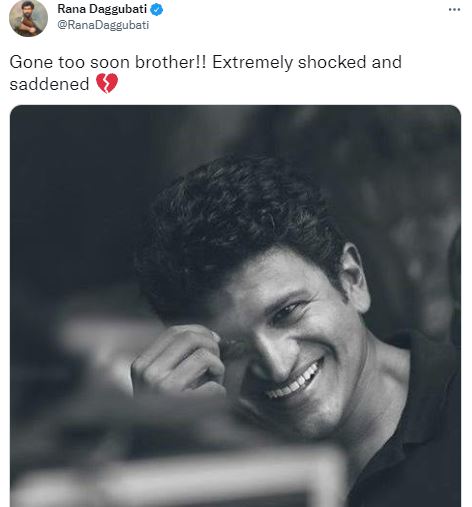 Rana Daggubati
@RanaDaggubati
Gone too soon brother!! Extremely shocked and
saddened 💔